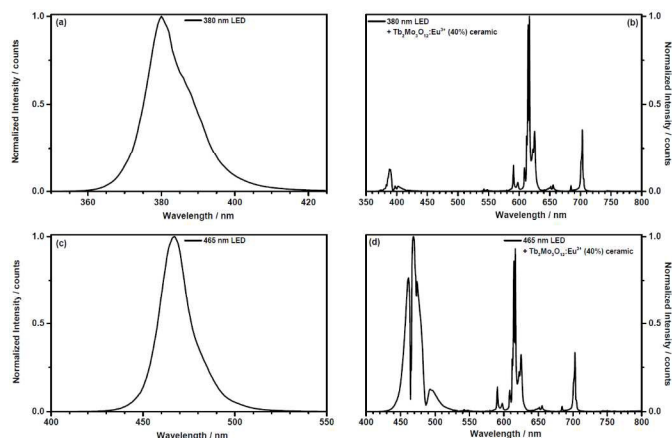 (a)
380 nm LED
Normalized Intensity / counts
1.0
0.5
0.0
360
380
400
420
Wavelength / nm
(b)
380 nm LED
+ Tb₂Mo₃O₁₂:Eu³⁺ (40%) ceramic
1.0
0.5
0.0
Normalized Intensity / counts
350
400
450
500
550
600
650
700
750
800
Wavelength / nm
(c)
465 nm LED
Normalized Intensity / counts
1.0
0.5
0.0
400
450
500
550
Wavelength / nm
(d)
465 nm LED
+ Tb₂Mo₃O₁₂:Eu³⁺ (40%) ceramic
1.0
0.5
0.0
Normalized Intensity / counts
400
450
500
550
600
650
700
750
800
Wavelength / nm